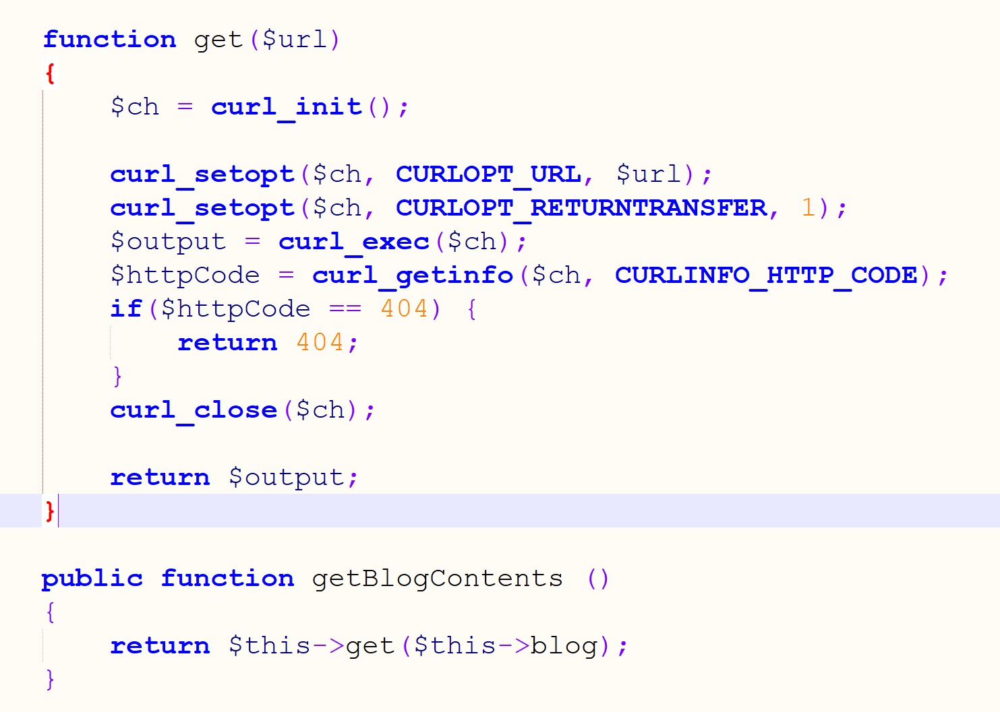 function get($url)
{
    $ch = curl_init();

    curl_setopt($ch, CURLOPT_URL, $url);
    curl_setopt($ch, CURLOPT_RETURNTRANSFER, 1);
    $output = curl_exec($ch);
    $httpCode = curl_getinfo($ch, CURLINFO_HTTP_CODE);
    if($httpCode == 404) {
        return 404;
    }
    curl_close($ch);

    return $output;
}

public function getBlogContents ()
{
    return $this->get($this->blog);
}